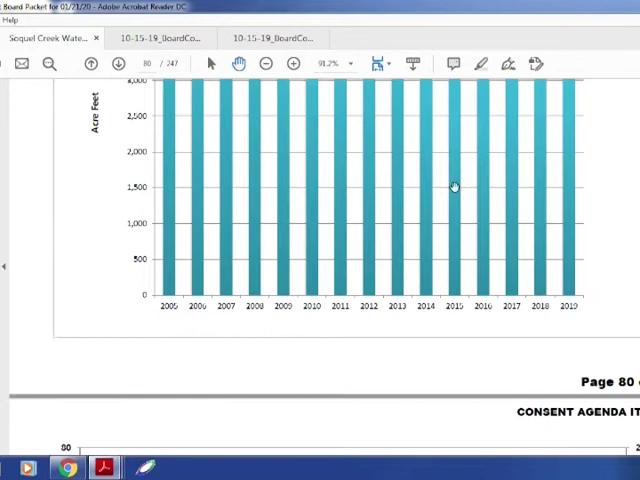 Board Packet for 01/21/20 - Adobe Acrobat Reader DC
Help
Soquel Creek Wate... ×
10-15-19_BoardCo...
10-15-19_BoardCo...
80 / 247
91.2%
3,000
2,500
2,000
1,500
1,000
500
0
Acre Feet
2005 2006 2007 2008 2009 2010 2011 2012 2013 2014 2015 2016 2017 2018 2019
Page 80
CONSENT AGENDA IT
80
2